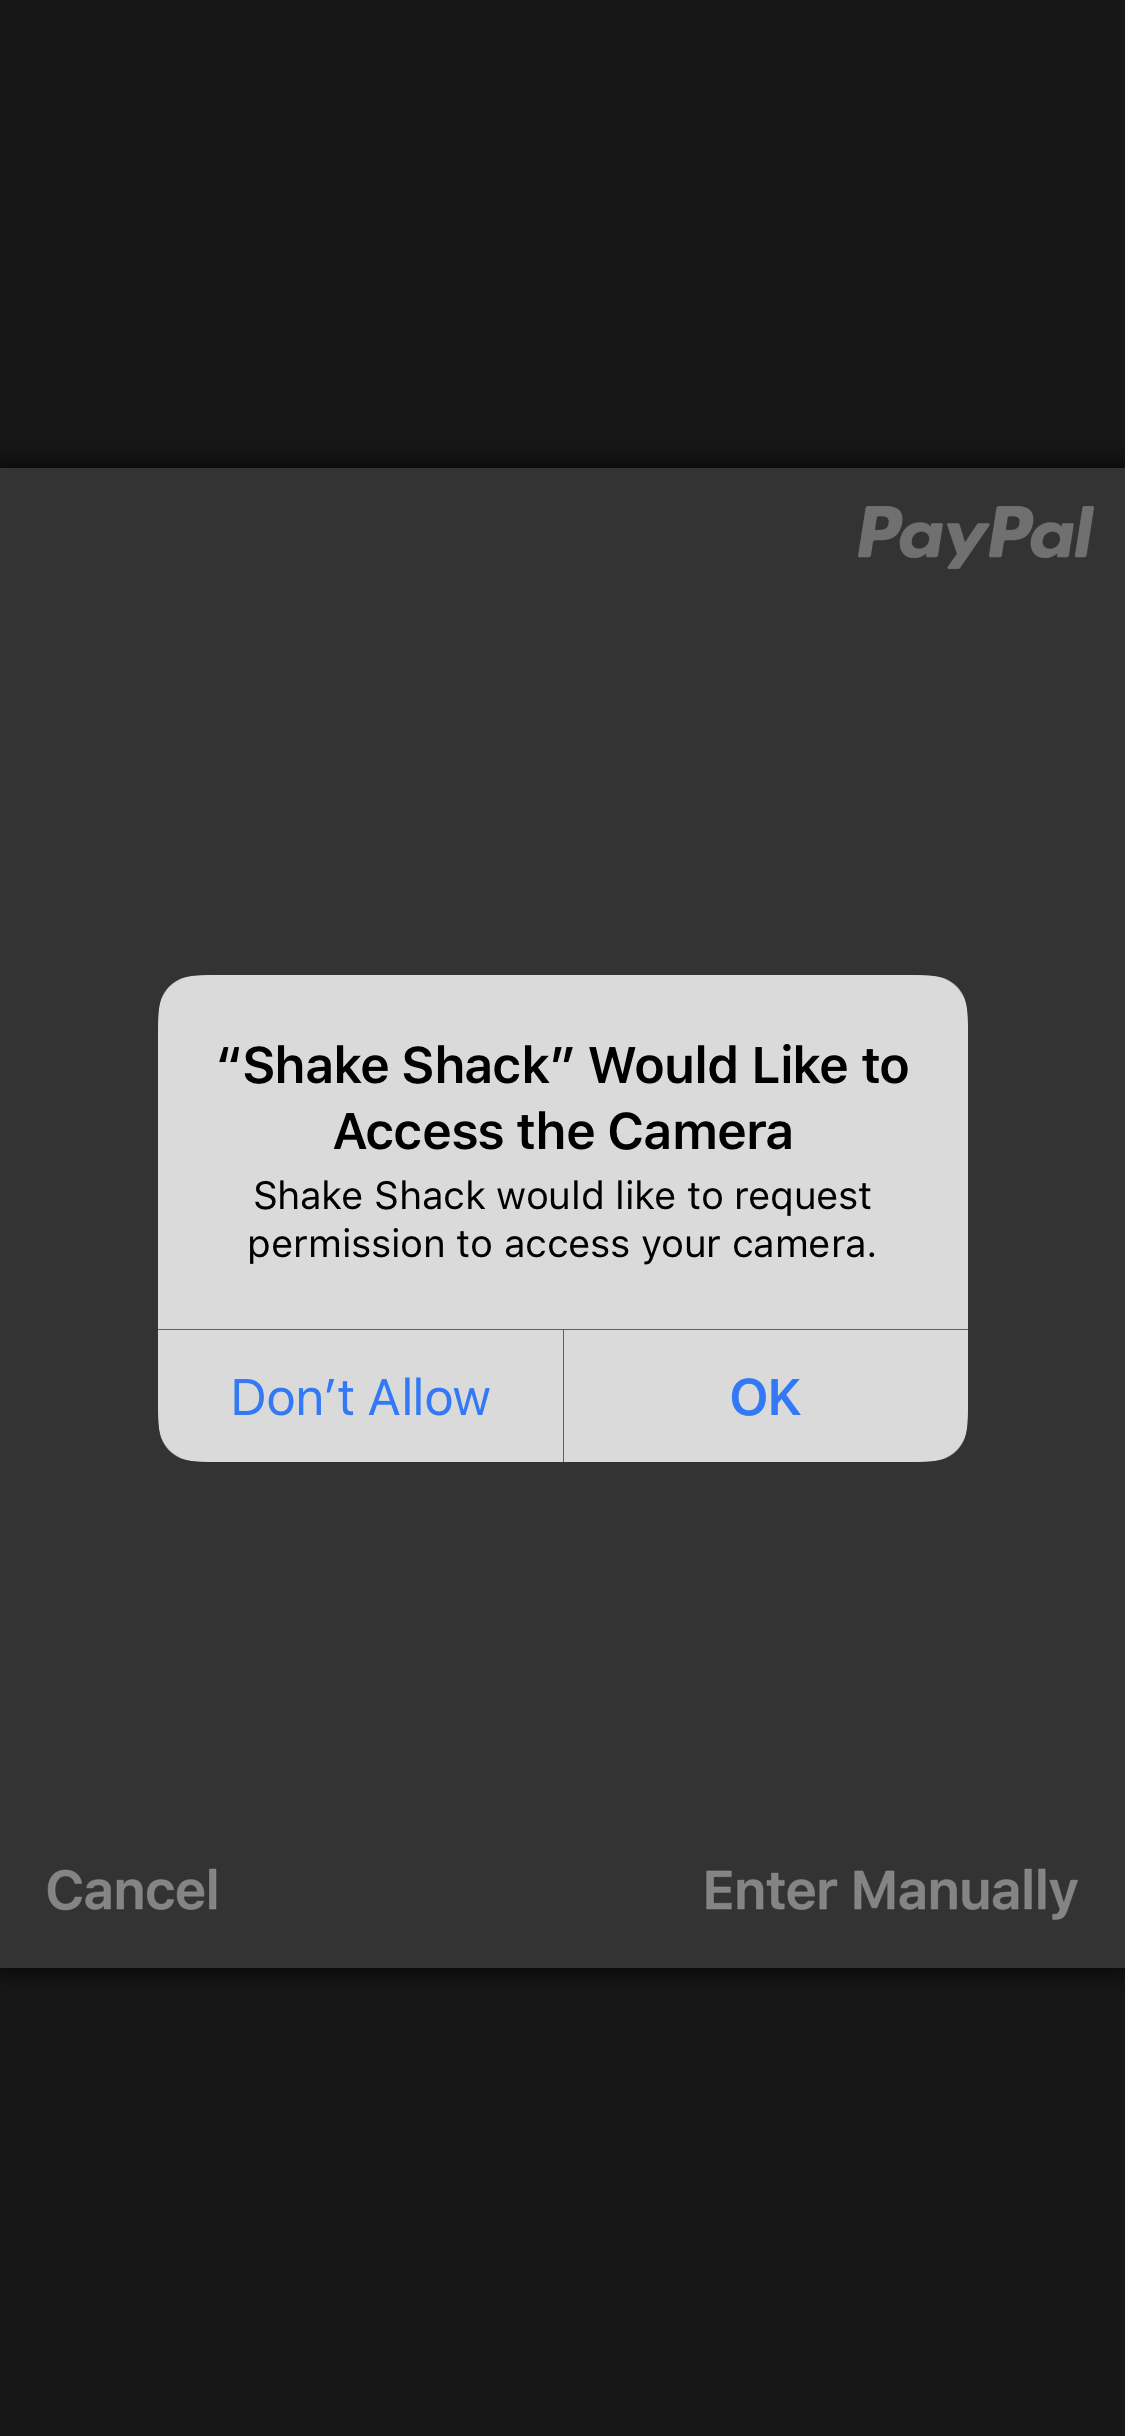 PayPal
“Shake Shack” Would Like to
Access the Camera
Shake Shack would like to request
permission to access your camera.
Don’t Allow
OK
Cancel
Enter Manually